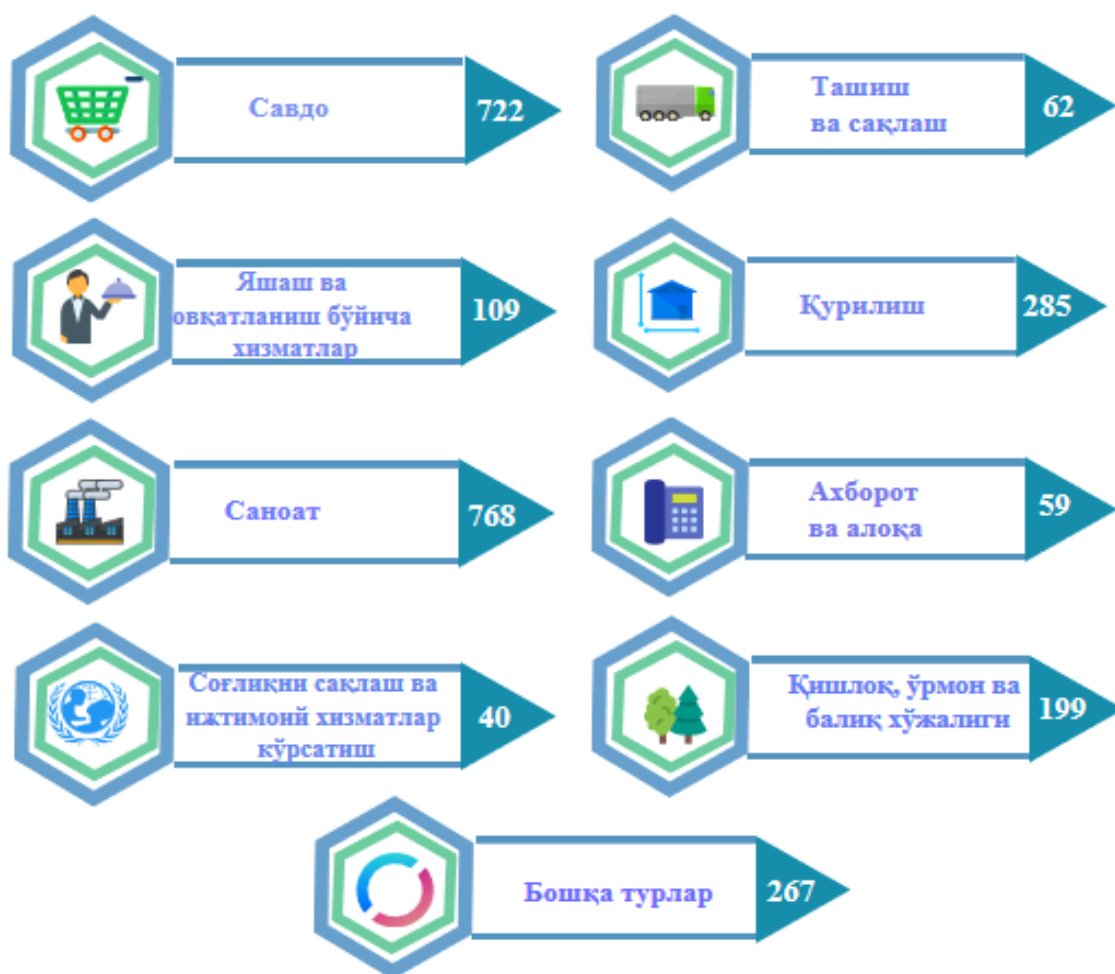 Савдо
722
Ташиш
ва сақлаш
62
Яшаш ва
овқатланиш бўйича
хизматлар
109
Қурилиш
285
Саноат
768
Ахборот
ва алоқа
59
Соғлиқни сақлаш ва
ижтимоий хизматлар
кўрсатиш
40
Қишлоқ, ўрмон ва
балиқ хўжалиги
199
Бошқа турлар
267